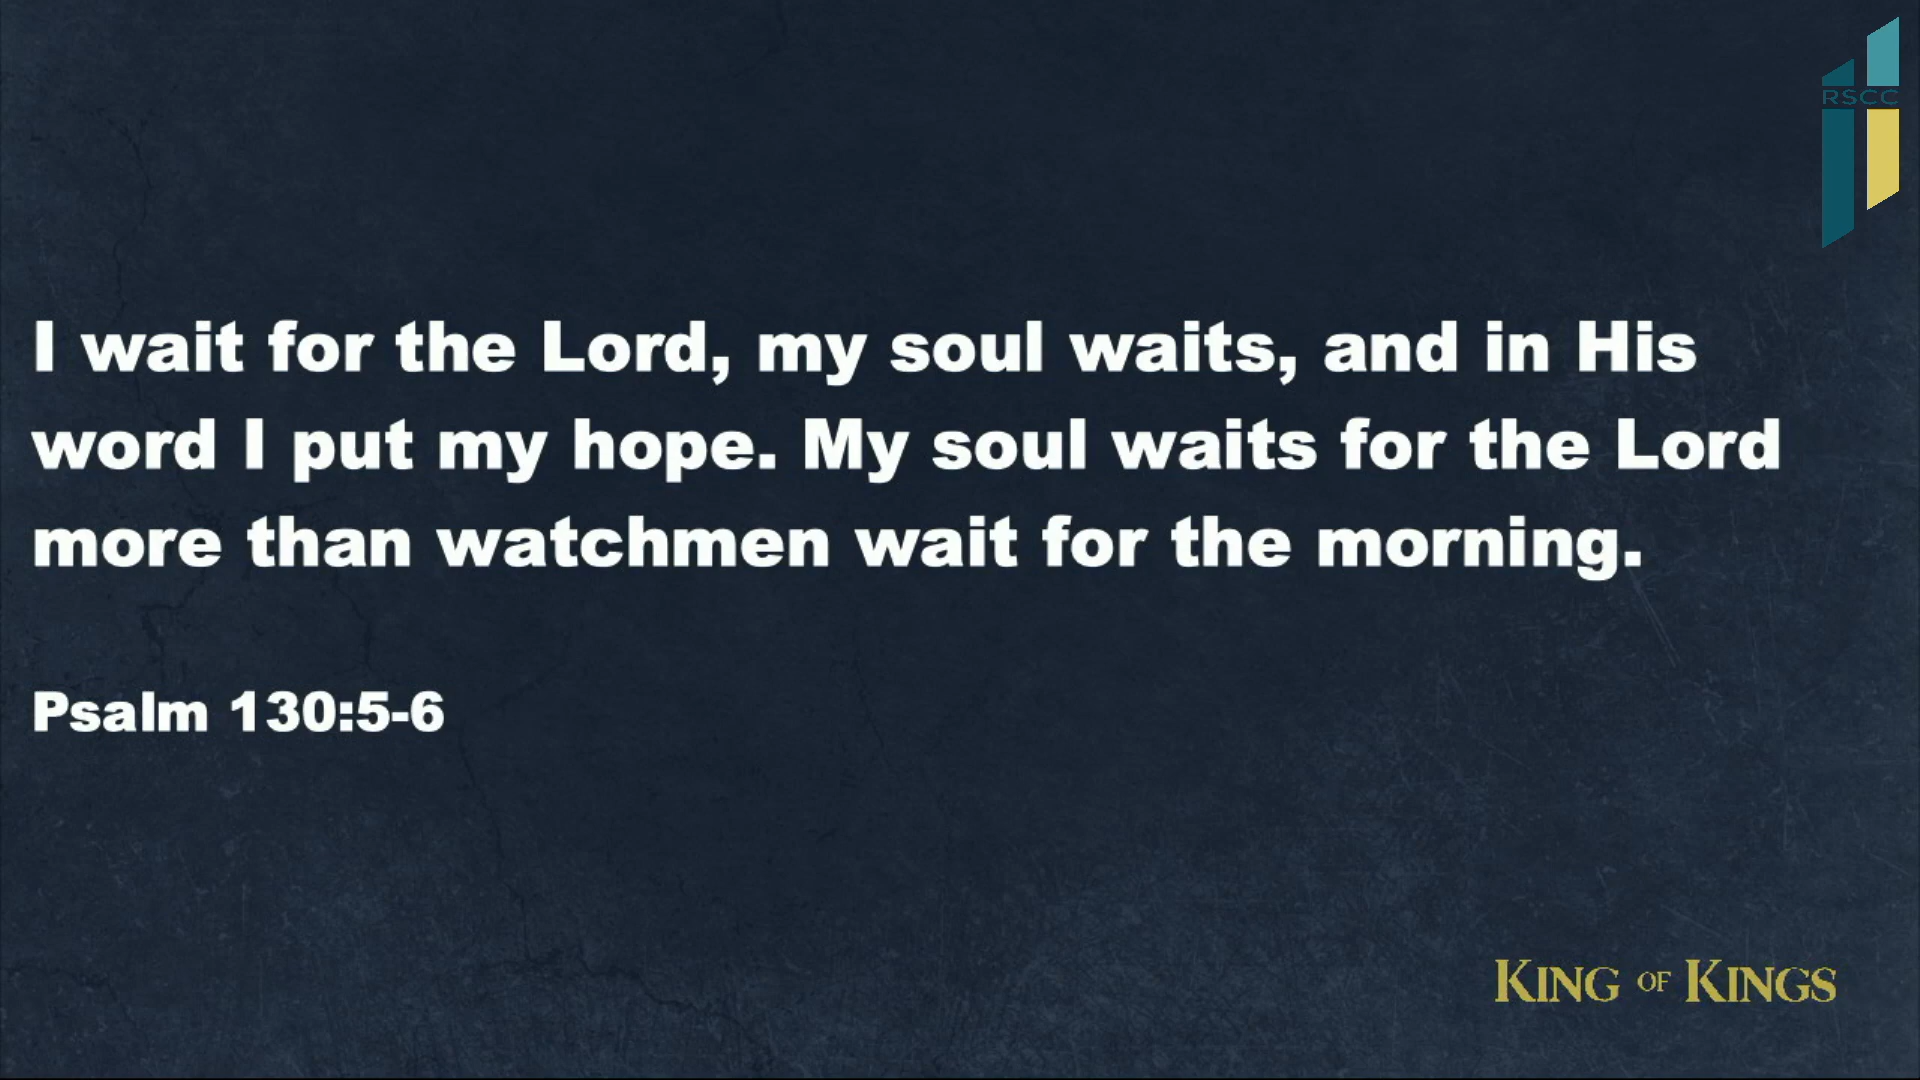 RSCC
I wait for the Lord, my soul waits, and in His
word I put my hope. My soul waits for the Lord
more than watchmen wait for the morning.
Psalm 130:5-6
KING OF KINGS